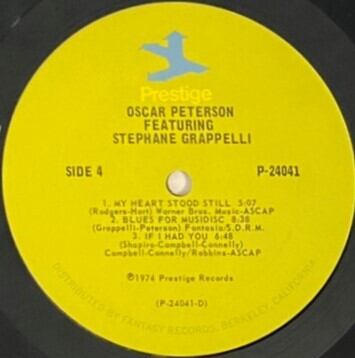 Prestige
OSCAR PETERSON
FEATURING
STEPHANE GRAPPELLI
SIDE 4
P-24041
1. MY HEART STOOD STILL 5:07
(Rodgers-Hart) Warner Bros. Music-ASCAP
2. BLUES FOR MUSIDISC 8:38
(Grappelli-Peterson) Fantasia/S.D.R.M.
3. IF I HAD YOU 6:48
(Shapiro-Campbell-Connelly)
Campbell-Connelly/Robbins-ASCAP
℗1974 Prestige Records
(P-24041-D)
DISTRIBUTED BY FANTASY RECORDS, BERKELEY, CALIFORNIA